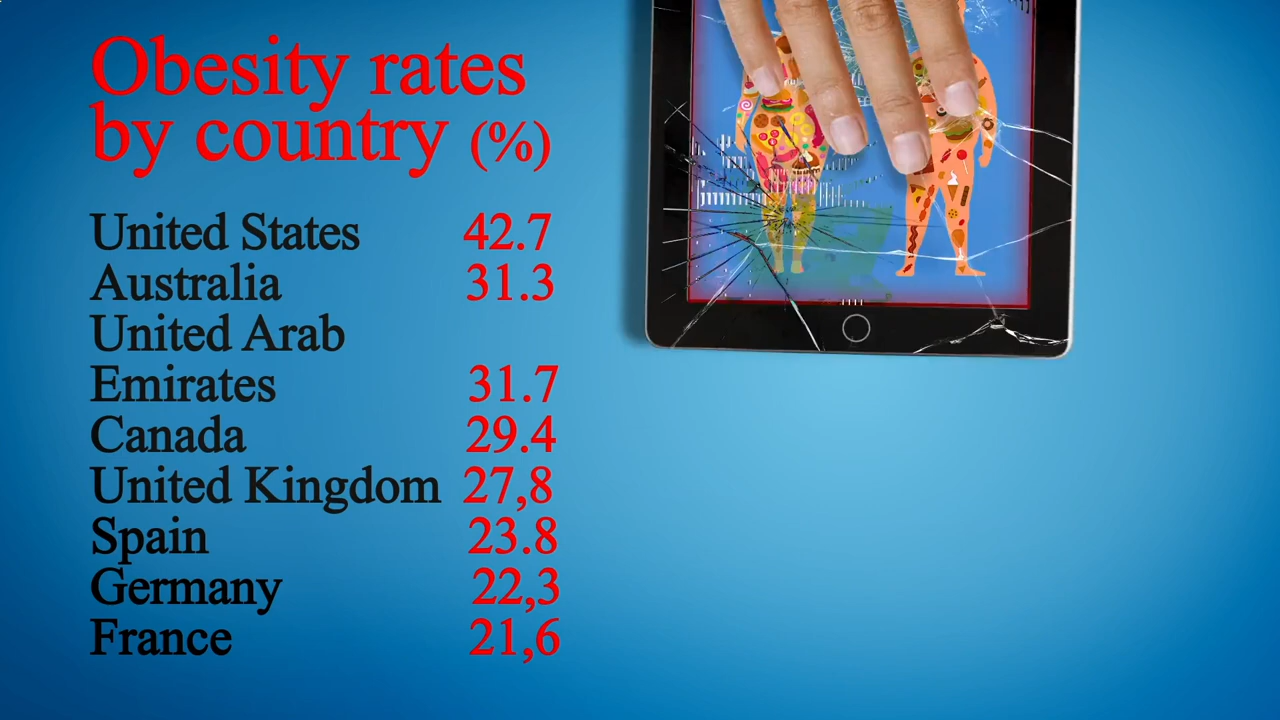 Obesity rates
by country (%)
United States 42.7
Australia 31.3
United Arab
Emirates 31.7
Canada 29.4
United Kingdom 27,8
Spain 23.8
Germany 22,3
France 21,6